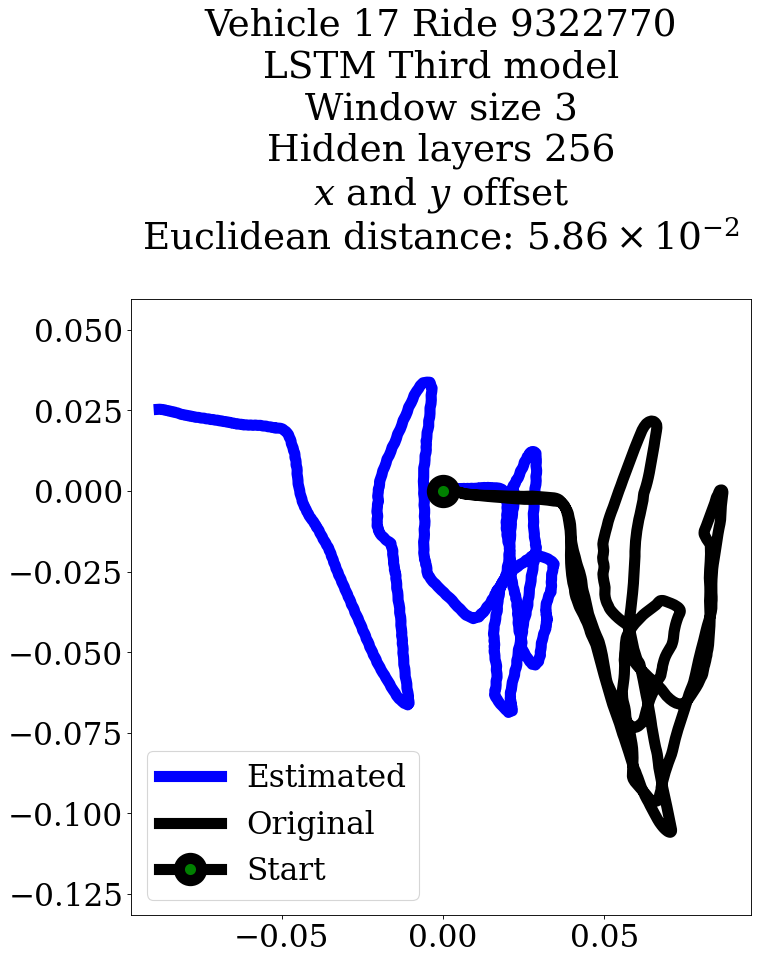 Vehicle 17 Ride 9322770
LSTM Third model
Window size 3
Hidden layers 256
x and y offset
Euclidean distance: 5.86 × 10⁻²
0.050
0.025
0.000
−0.025
−0.050
−0.075
−0.100
−0.125
Estimated
Original
Start
−0.05 0.00 0.05